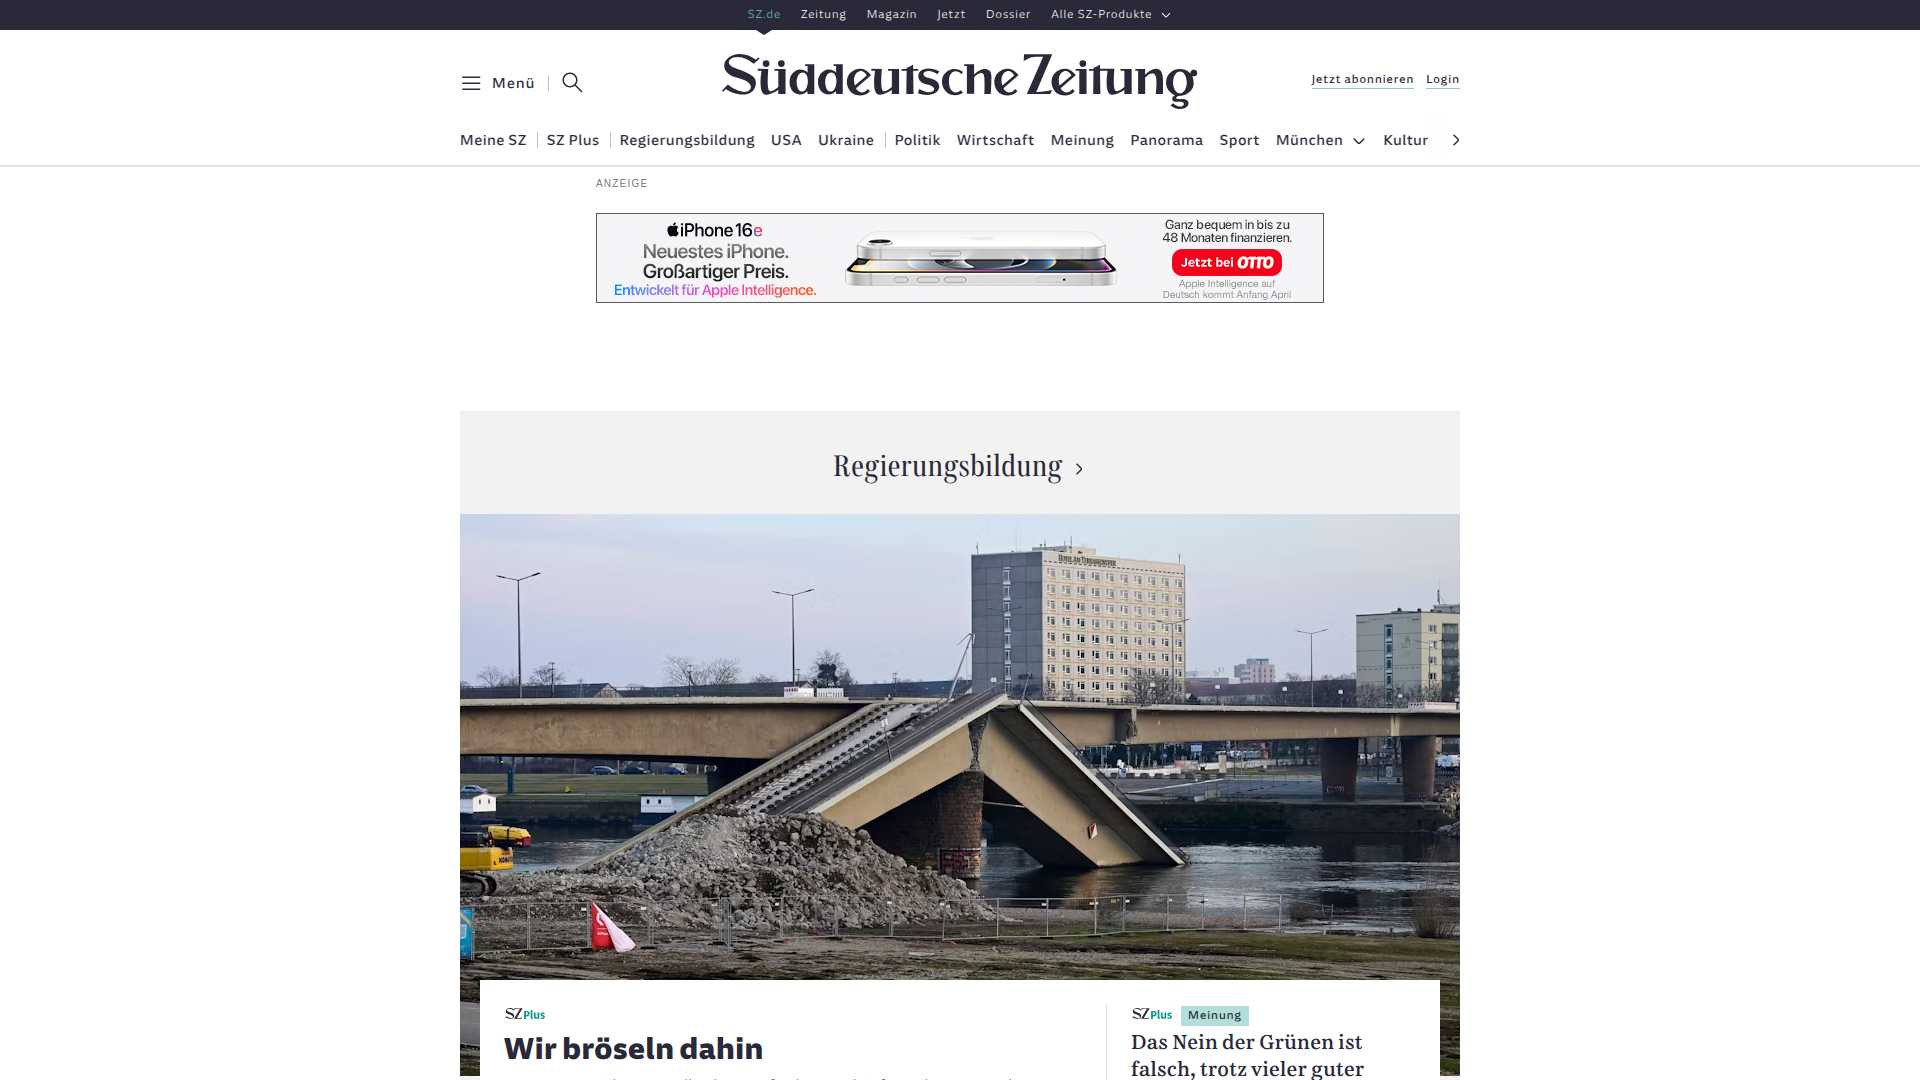 SZ.de Zeitung Magazin Jetzt Dossier Alle SZ-Produkte
Menü
Süddeutsche Zeitung
Jetzt abonnieren Login
Meine SZ SZ Plus Regierungsbildung USA Ukraine Politik Wirtschaft Meinung Panorama Sport München Kultur
ANZEIGE
iPhone 16e
Neuestes iPhone.
Großartiger Preis.
Entwickelt für Apple Intelligence.
Ganz bequem in bis zu
48 Monaten finanzieren.
Jetzt bei OTTO
Apple Intelligence auf
Deutsch kommt Anfang April
Regierungsbildung
SZ Plus
Wir bröseln dahin
SZ Plus Meinung
Das Nein der Grünen ist
falsch, trotz vieler guter